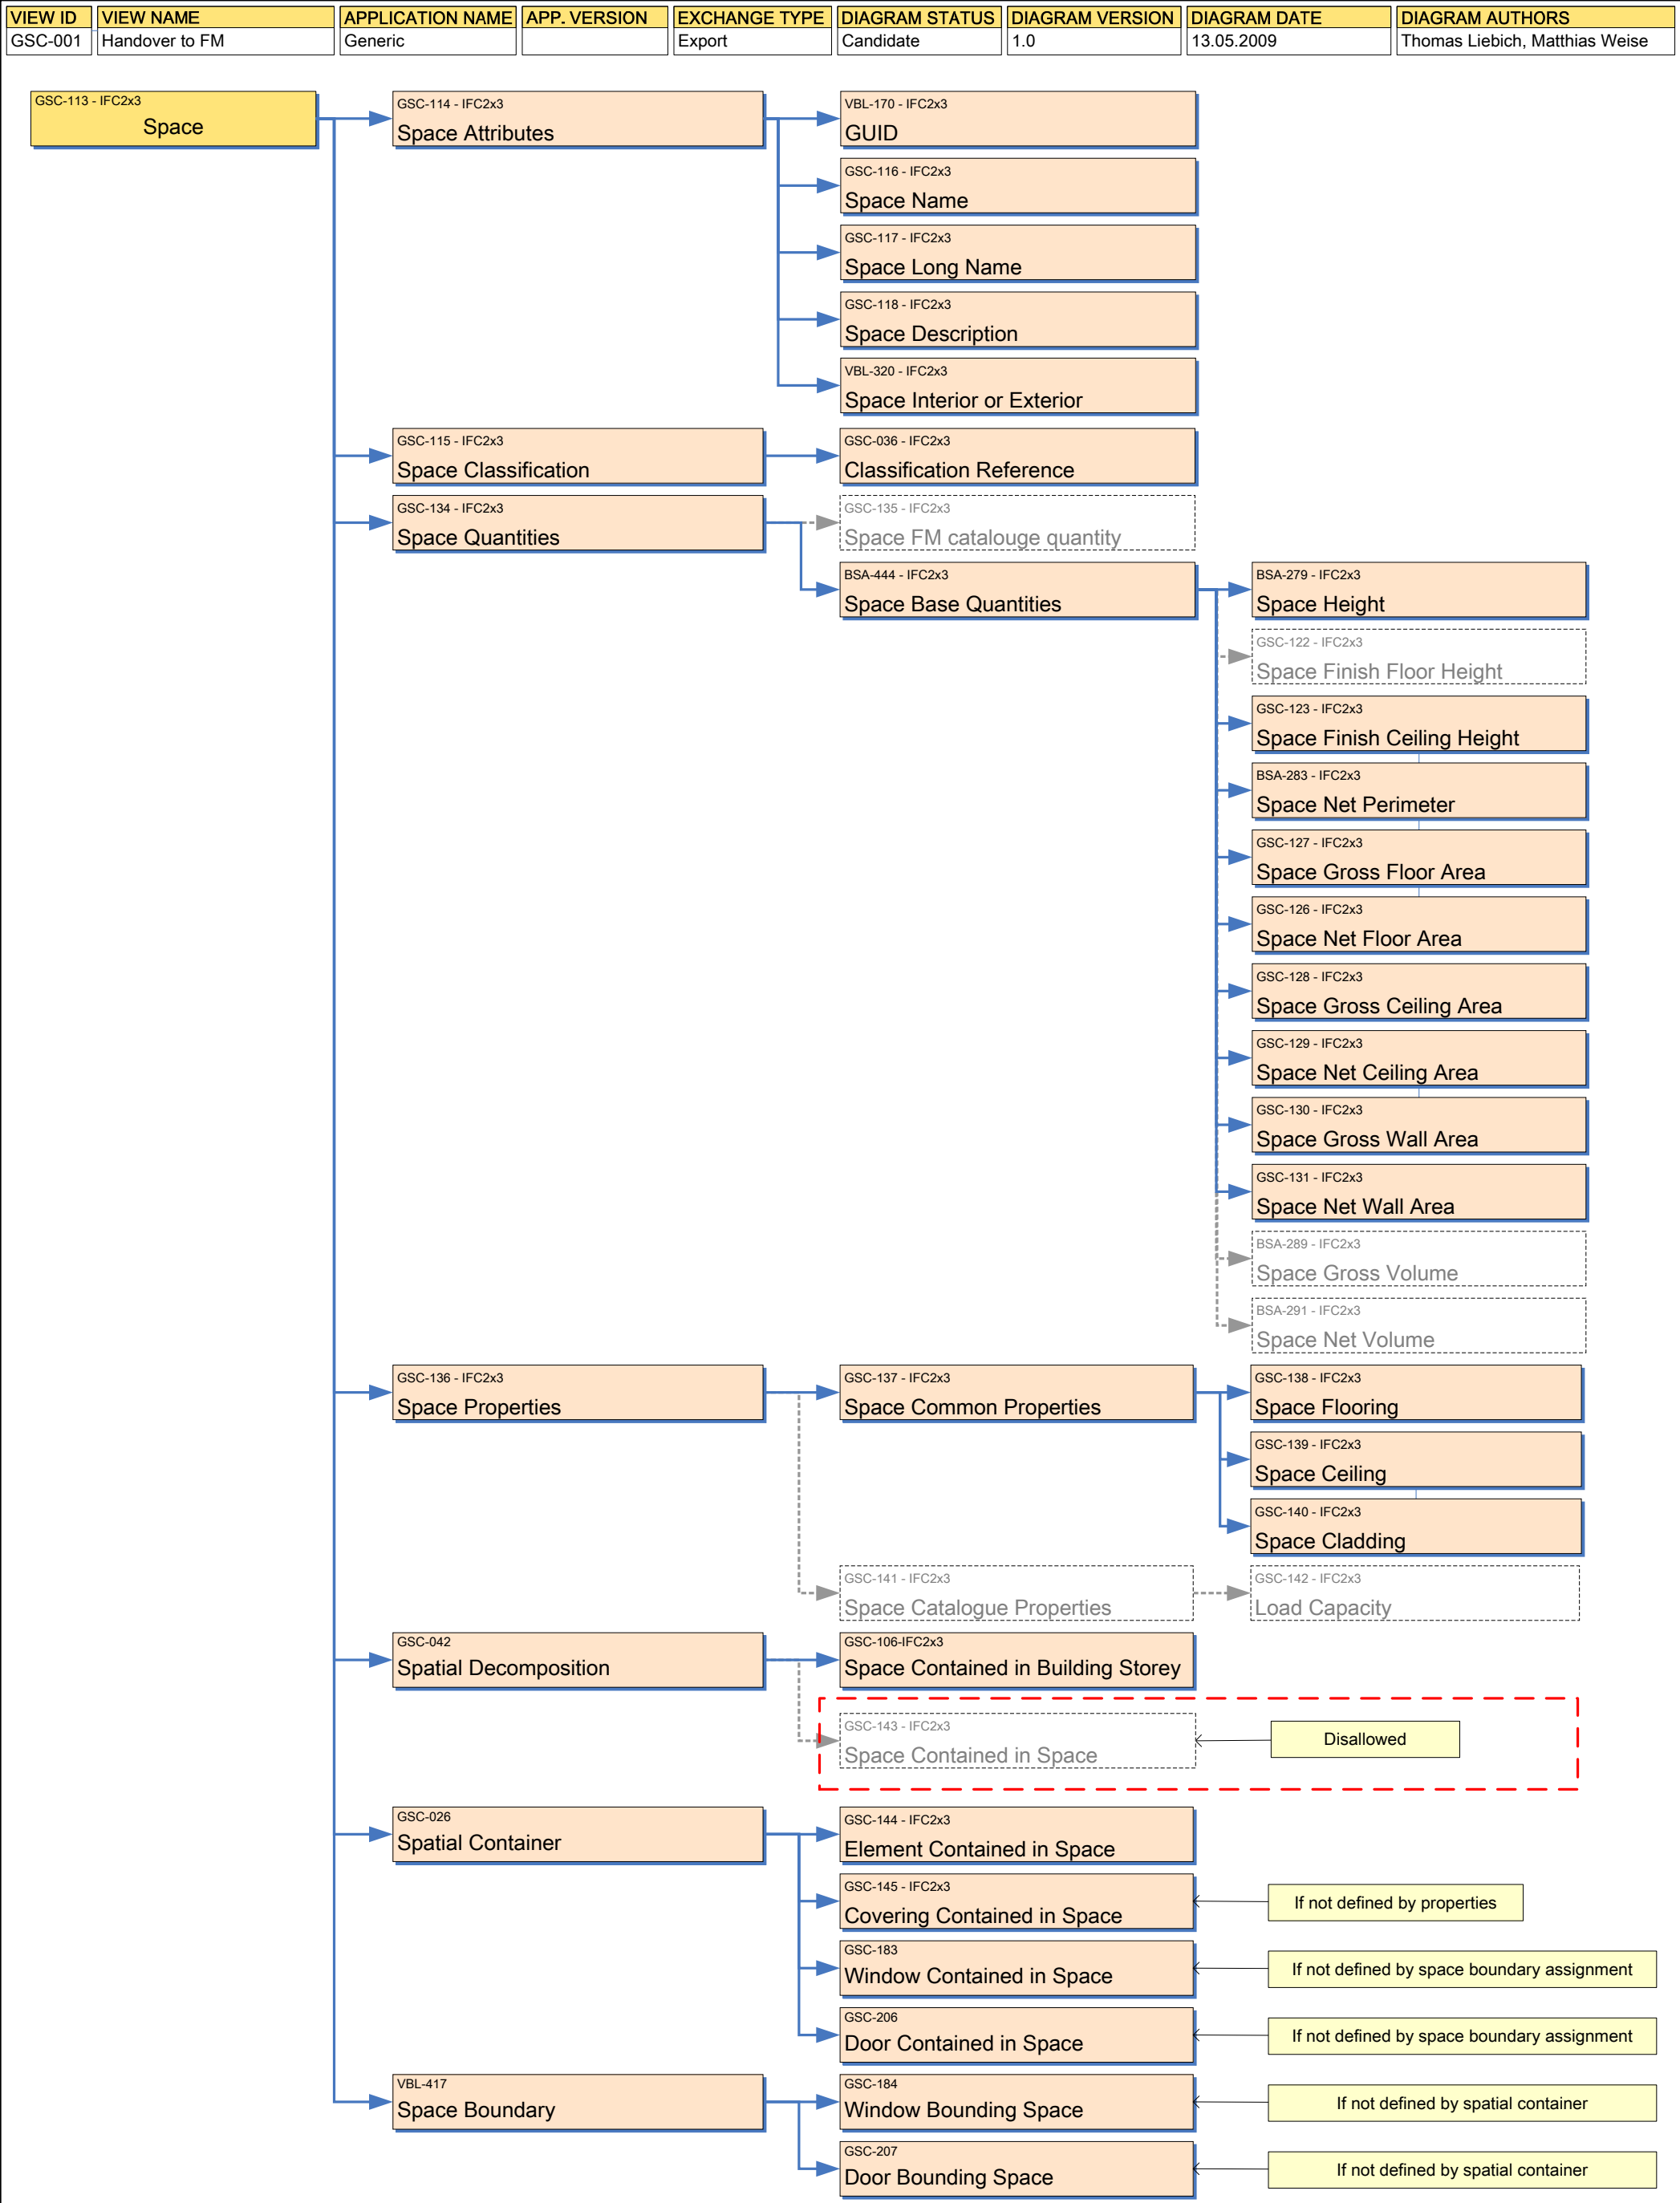 VIEW ID
VIEW NAME
APPLICATION NAME
APP. VERSION
EXCHANGE TYPE
DIAGRAM STATUS
DIAGRAM VERSION
DIAGRAM DATE
DIAGRAM AUTHORS
GSC-001
Handover to FM
Generic
Export
Candidate
1.0
13.05.2009
Thomas Liebich, Matthias Weise
GSC-113 - IFC2x3
Space
GSC-114 - IFC2x3
Space Attributes
VBL-170 - IFC2x3
GUID
GSC-116 - IFC2x3
Space Name
GSC-117 - IFC2x3
Space Long Name
GSC-118 - IFC2x3
Space Description
VBL-320 - IFC2x3
Space Interior or Exterior
GSC-115 - IFC2x3
Space Classification
GSC-036 - IFC2x3
Classification Reference
GSC-134 - IFC2x3
Space Quantities
GSC-135 - IFC2x3
Space FM catalouge quantity
BSA-444 - IFC2x3
Space Base Quantities
BSA-279 - IFC2x3
Space Height
GSC-122 - IFC2x3
Space Finish Floor Height
GSC-123 - IFC2x3
Space Finish Ceiling Height
BSA-283 - IFC2x3
Space Net Perimeter
GSC-127 - IFC2x3
Space Gross Floor Area
GSC-126 - IFC2x3
Space Net Floor Area
GSC-128 - IFC2x3
Space Gross Ceiling Area
GSC-129 - IFC2x3
Space Net Ceiling Area
GSC-130 - IFC2x3
Space Gross Wall Area
GSC-131 - IFC2x3
Space Net Wall Area
BSA-289 - IFC2x3
Space Gross Volume
BSA-291 - IFC2x3
Space Net Volume
GSC-136 - IFC2x3
Space Properties
GSC-137 - IFC2x3
Space Common Properties
GSC-138 - IFC2x3
Space Flooring
GSC-139 - IFC2x3
Space Ceiling
GSC-140 - IFC2x3
Space Cladding
GSC-141 - IFC2x3
Space Catalogue Properties
GSC-142 - IFC2x3
Load Capacity
GSC-042
Spatial Decomposition
GSC-106-IFC2x3
Space Contained in Building Storey
GSC-143 - IFC2x3
Space Contained in Space
Disallowed
GSC-026
Spatial Container
GSC-144 - IFC2x3
Element Contained in Space
GSC-145 - IFC2x3
Covering Contained in Space
If not defined by properties
GSC-183
Window Contained in Space
If not defined by space boundary assignment
GSC-206
Door Contained in Space
If not defined by space boundary assignment
VBL-417
Space Boundary
GSC-184
Window Bounding Space
If not defined by spatial container
GSC-207
Door Bounding Space
If not defined by spatial container